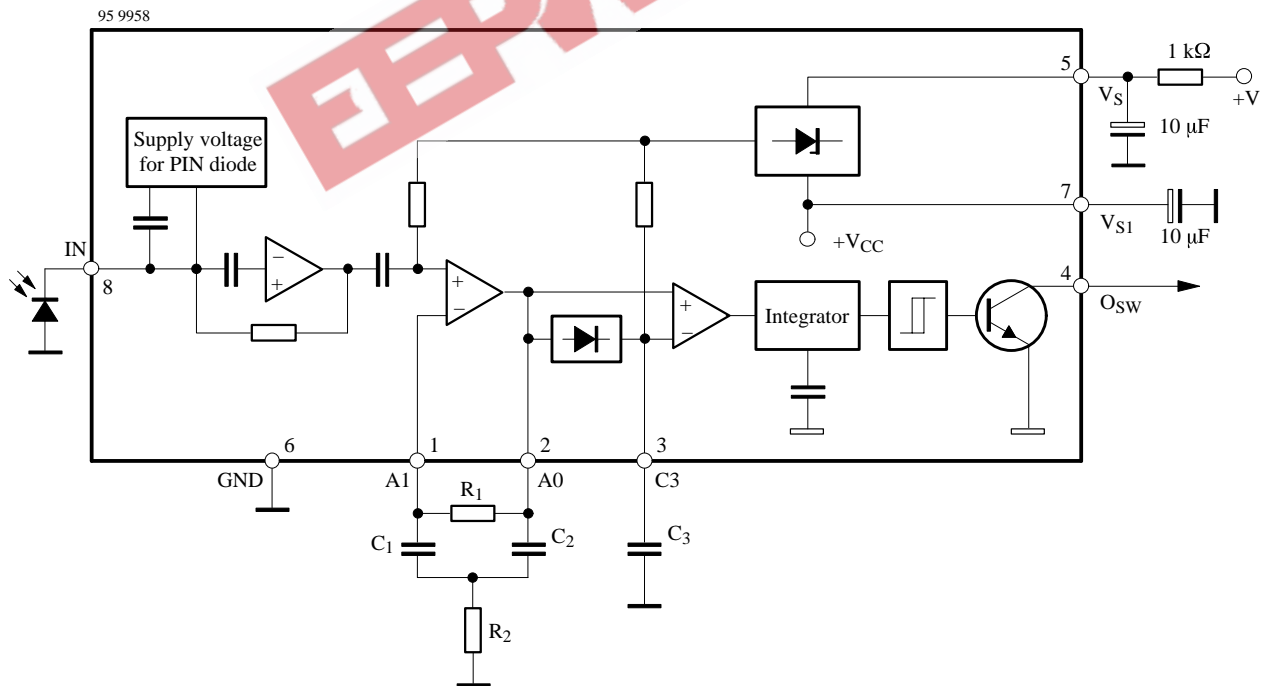 95 9958
5
1 kΩ
VS
+V
10 μF
Supply voltage
for PIN diode
7
VS1
10 μF
+VCC
IN
8
−
+
+
−
+
−
Integrator
4
OSW
6
GND
1
A1
2
A0
3
C3
R1
C1
C2
C3
R2